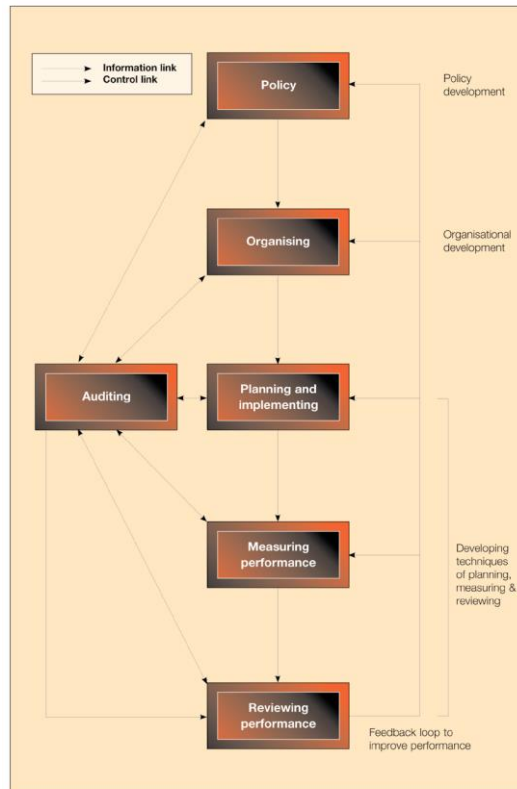 Information link
Control link
Policy
Policy
development
Organising
Organisational
development
Auditing
Planning and
implementing
Measuring
performance
Developing
techniques
of planning,
measuring &
reviewing
Reviewing
performance
Feedback loop to
improve performance